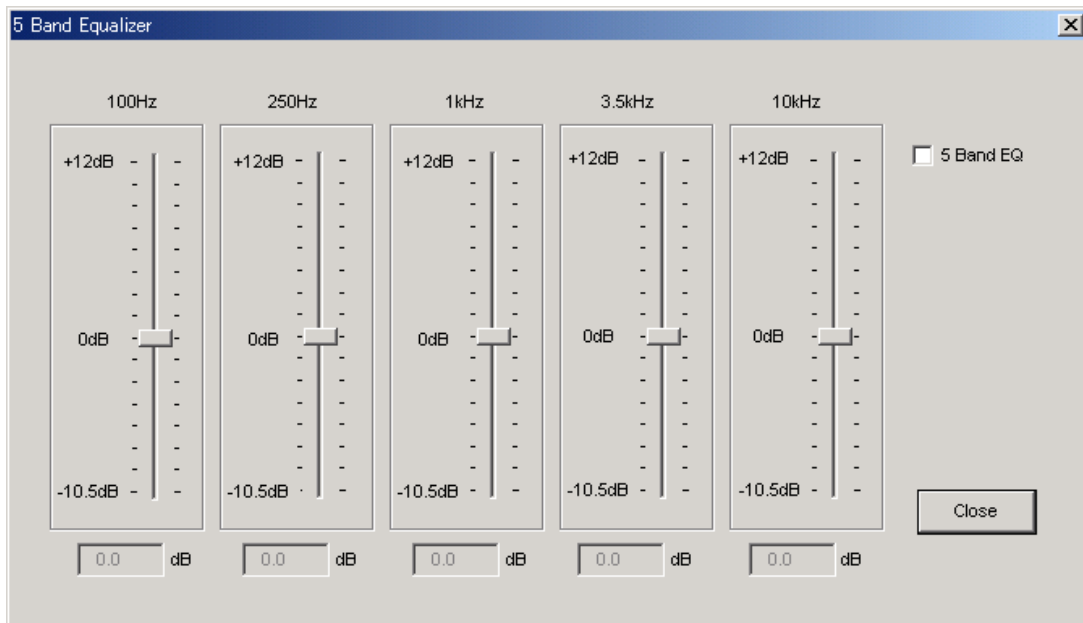 5 Band Equalizer
100Hz 250Hz 1kHz 3.5kHz 10kHz
+12dB +12dB +12dB +12dB +12dB
5 Band EQ
0dB 0dB 0dB 0dB 0dB
-10.5dB -10.5dB -10.5dB -10.5dB -10.5dB
Close
0.0 dB 0.0 dB 0.0 dB 0.0 dB 0.0 dB